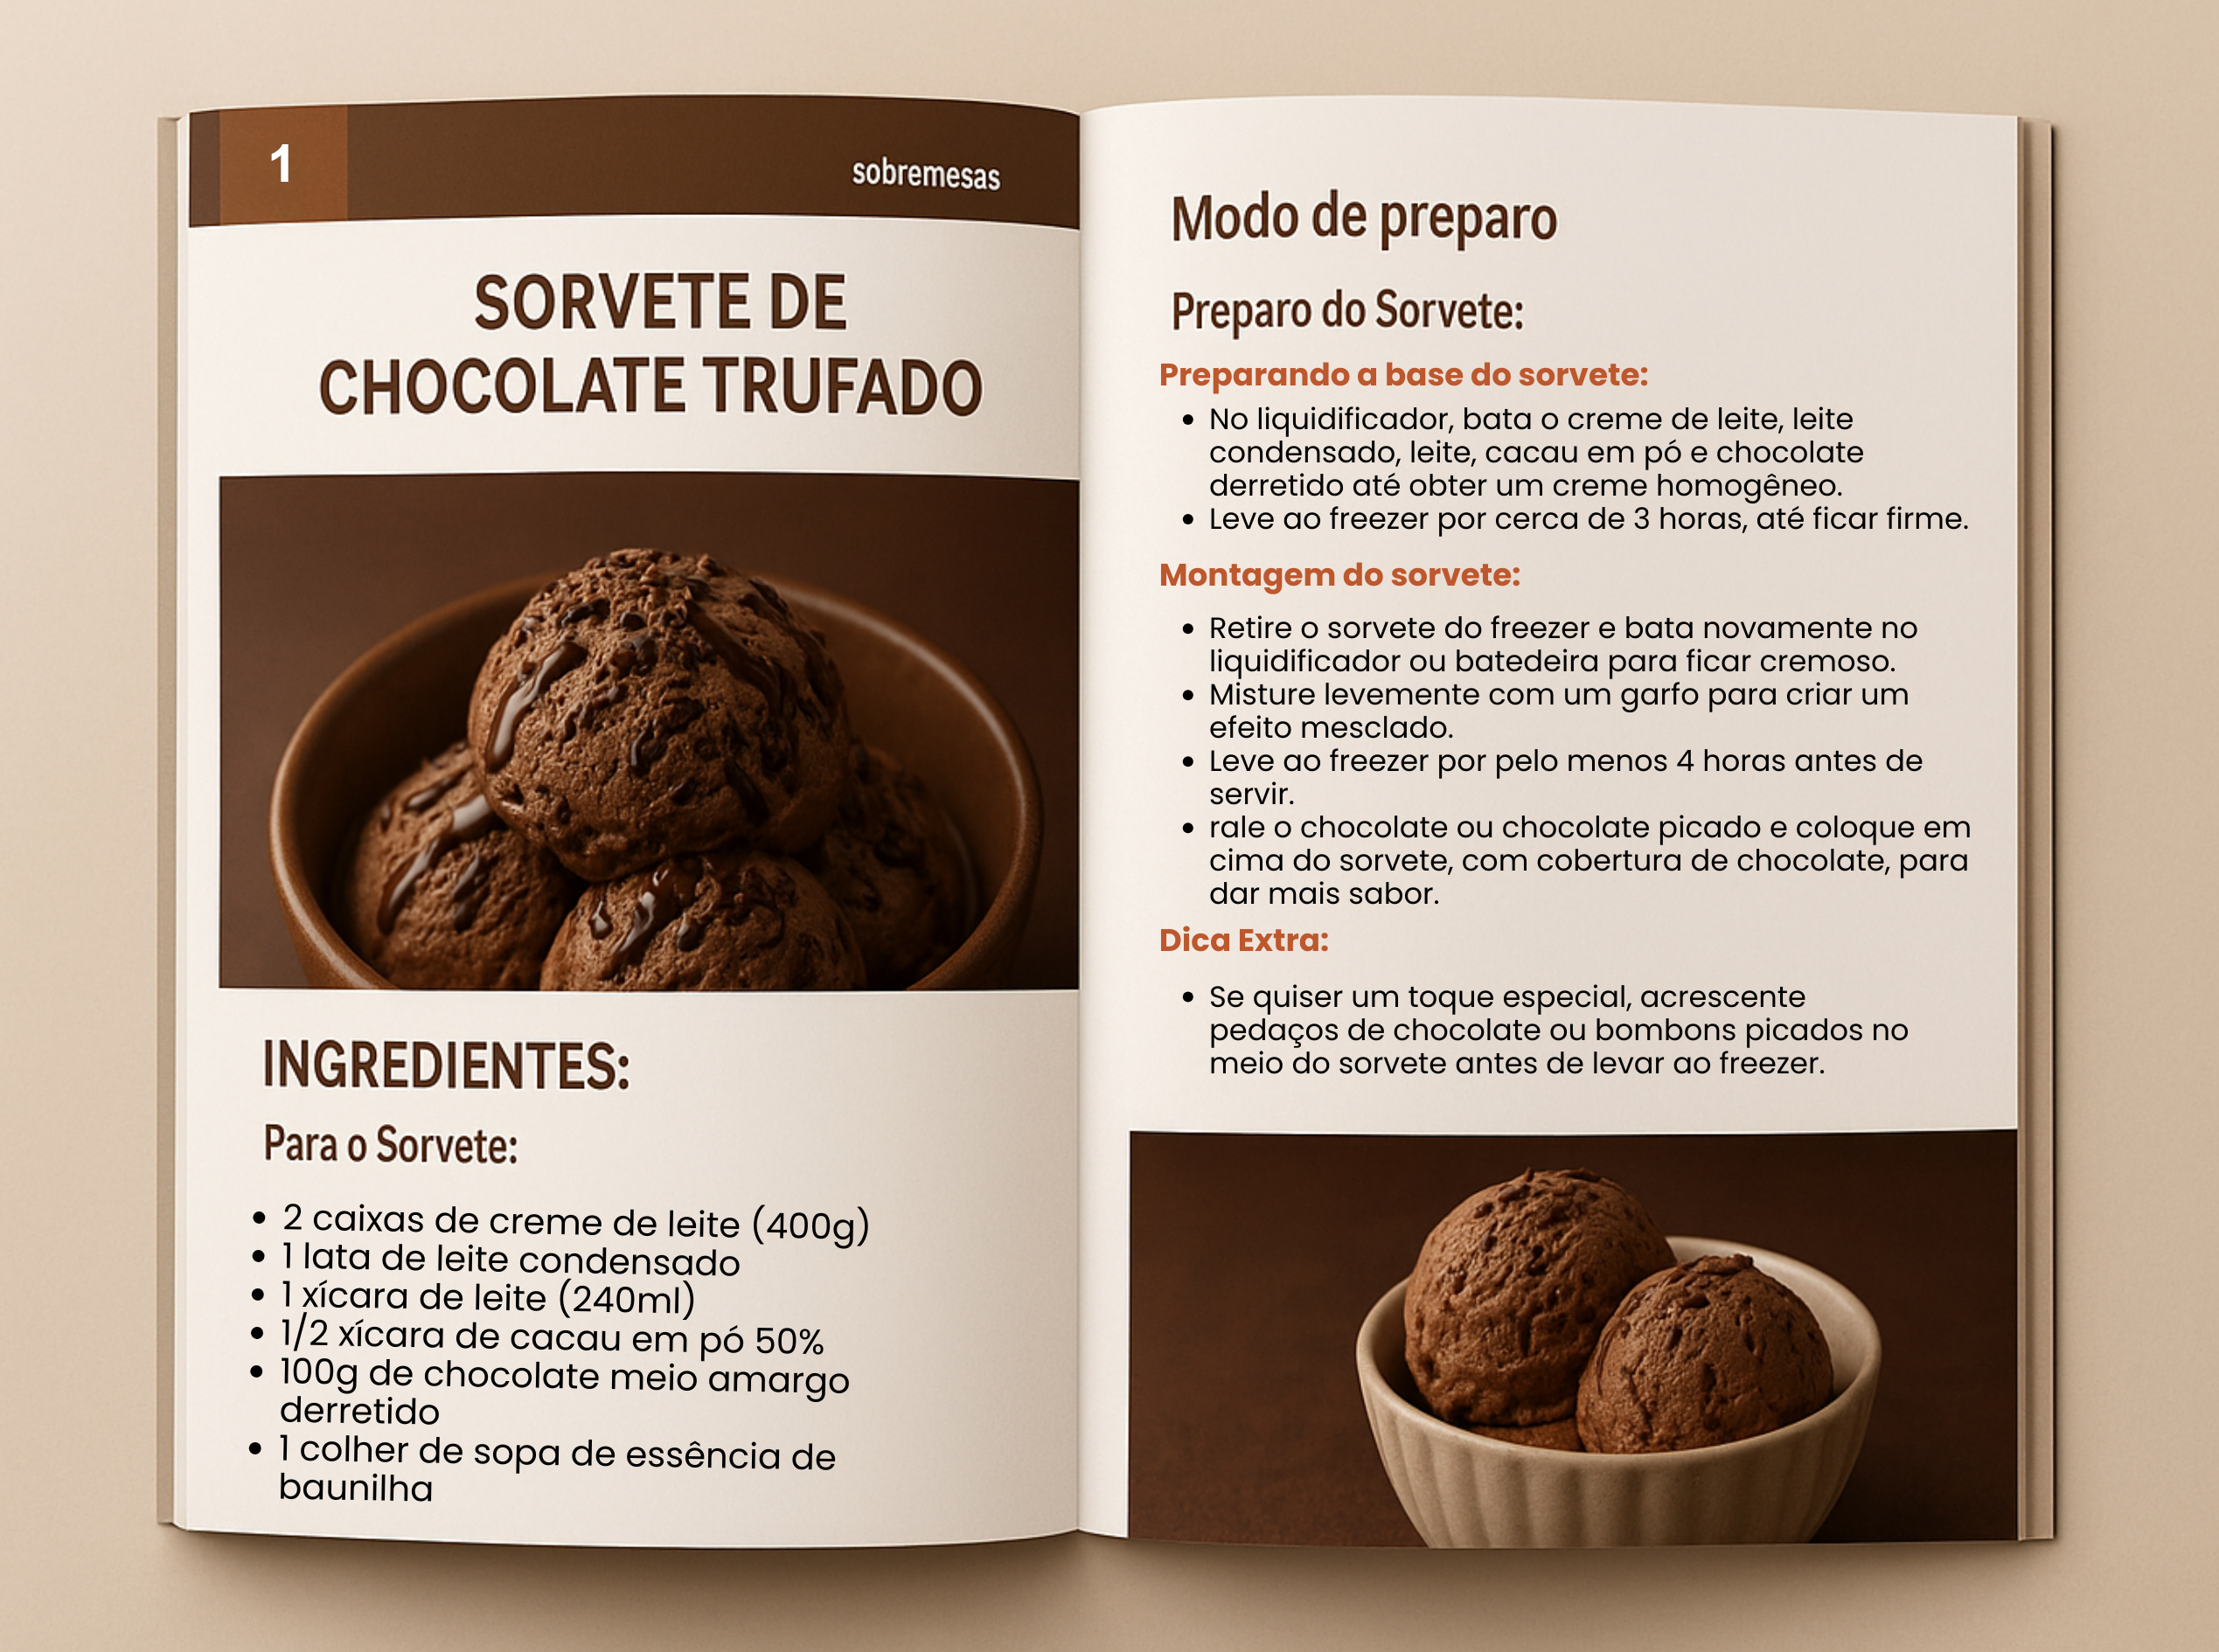 1
sobremesas
SORVETE DE
CHOCOLATE TRUFADO
INGREDIENTES:
Para o Sorvete:
• 2 caixas de creme de leite (400g)
• 1 lata de leite condensado
• 1 xícara de leite (240ml)
• 1/2 xícara de cacau em pó 50%
• 100g de chocolate meio amargo
derretido
• 1 colher de sopa de essência de
baunilha
Modo de preparo
Preparo do Sorvete:
Preparando a base do sorvete:
• No liquidificador, bata o creme de leite, leite
condensado, leite, cacau em pó e chocolate
derretido até obter um creme homogêneo.
• Leve ao freezer por cerca de 3 horas, até ficar firme.
Montagem do sorvete:
• Retire o sorvete do freezer e bata novamente no
liquidificador ou batedeira para ficar cremoso.
• Misture levemente com um garfo para criar um
efeito mesclado.
• Leve ao freezer por pelo menos 4 horas antes de
servir.
• rale o chocolate ou chocolate picado e coloque em
cima do sorvete, com cobertura de chocolate, para
dar mais sabor.
Dica Extra:
• Se quiser um toque especial, acrescente
pedaços de chocolate ou bombons picados no
meio do sorvete antes de levar ao freezer.